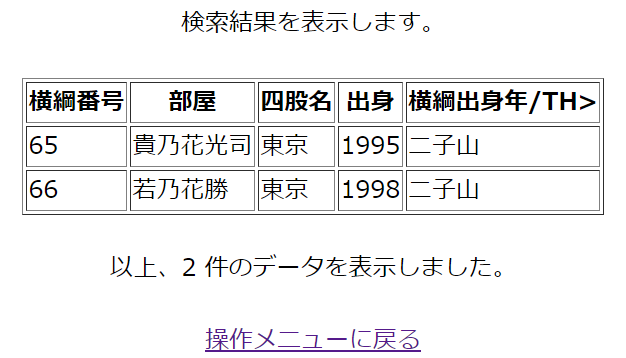 検索結果を表示します。
横綱番号 部屋 四股名 出身 横綱出身年/TH>
65 貴乃花光司 東京 1995 二子山
66 若乃花勝 東京 1998 二子山
以上、2 件のデータを表示しました。
操作メニューに戻る